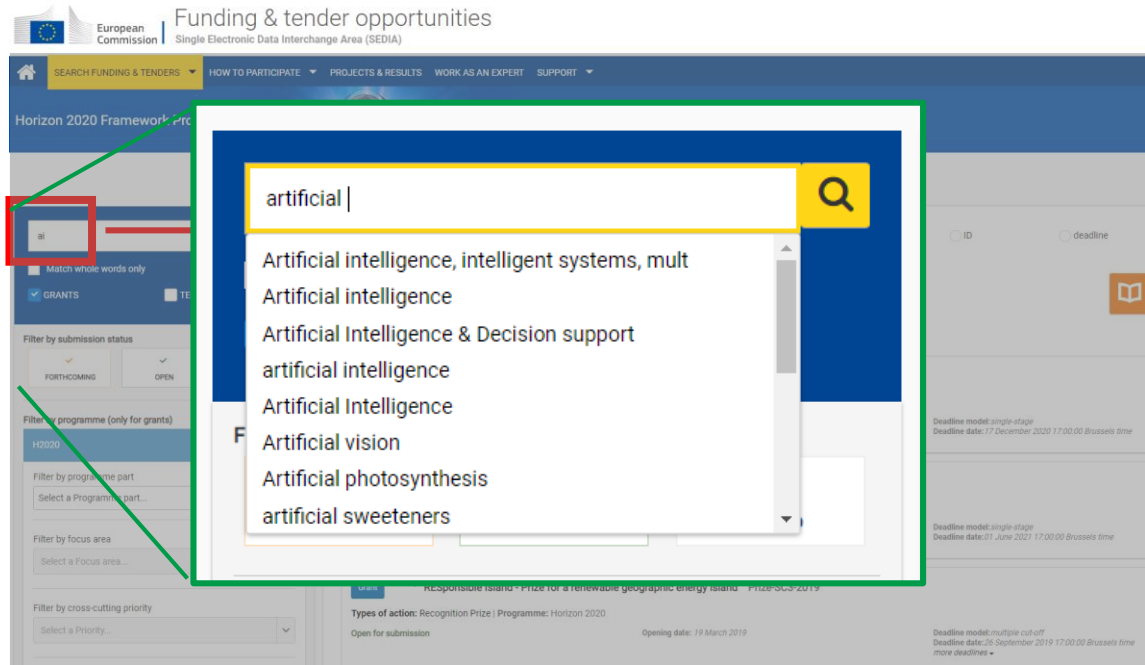 European
Commission
Funding & tender opportunities
Single Electronic Data Interchange Area (SEDIA)
SEARCH FUNDING & TENDERS
HOW TO PARTICIPATE
PROJECTS & RESULTS
WORK AS AN EXPERT
SUPPORT
Horizon 2020 Framework Pro
ai
Match whole words only
GRANTS
TE
Filter by submission status
FORTHCOMING
OPEN
Filter by programme (only for grants)
H2020
Filter by programme part
Select a Programme part...
Filter by focus area
Select a Focus area...
Filter by cross-cutting priority
Select a Priority...
artificial
Artificial intelligence, intelligent systems, mult
Artificial intelligence
Artificial Intelligence & Decision support
artificial intelligence
Artificial Intelligence
Artificial vision
Artificial photosynthesis
artificial sweeteners
F
ID
deadline
Deadline model: single-stage
Deadline date: 17 December 2020 17:00:00 Brussels time
Deadline model: single-stage
Deadline date: 01 June 2021 17:00:00 Brussels time
Grant
RESponsible Island - Prize for a renewable geographic energy island
Prize-SCS-2019
Types of action: Recognition Prize | Programme: Horizon 2020
Open for submission
Opening date: 19 March 2019
Deadline model: multiple cut-off
Deadline date: 26 September 2019 17:00:00 Brussels time
more deadlines